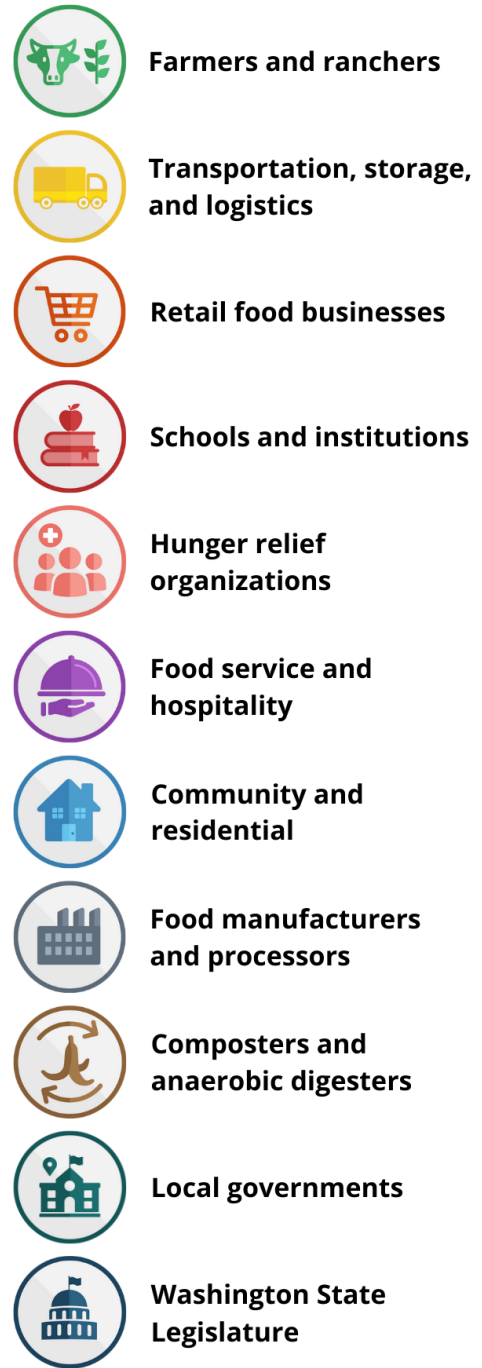 Farmers and ranchers
Transportation, storage,
and logistics
Retail food businesses
Schools and institutions
Hunger relief
organizations
Food service and
hospitality
Community and
residential
Food manufacturers
and processors
Composters and
anaerobic digesters
Local governments
Washington State
Legislature